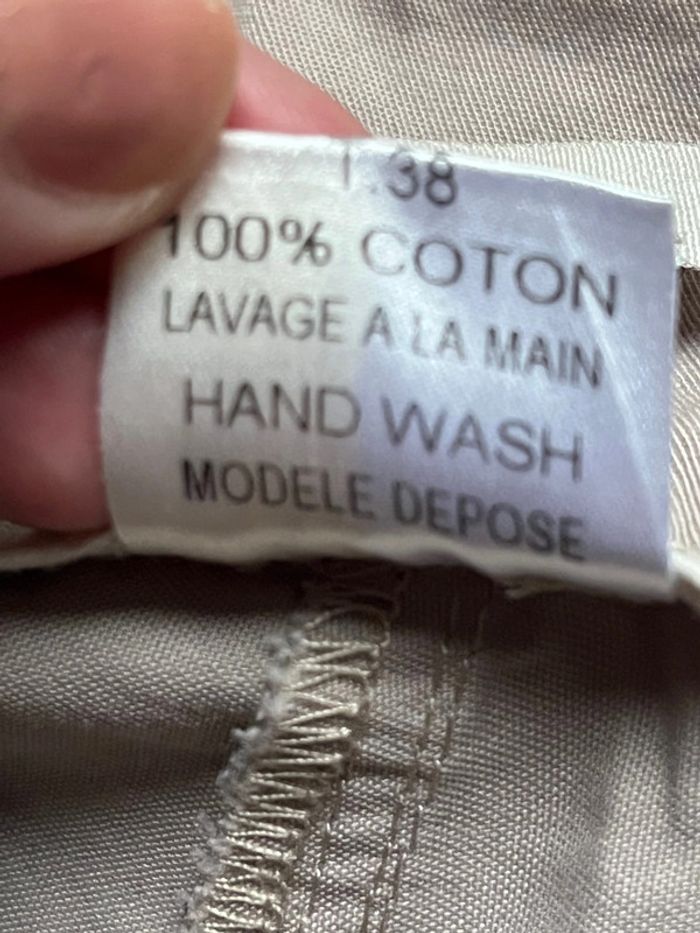 T.38
100% COTON
LAVAGE A LA MAIN
HAND WASH
MODELE DEPOSE